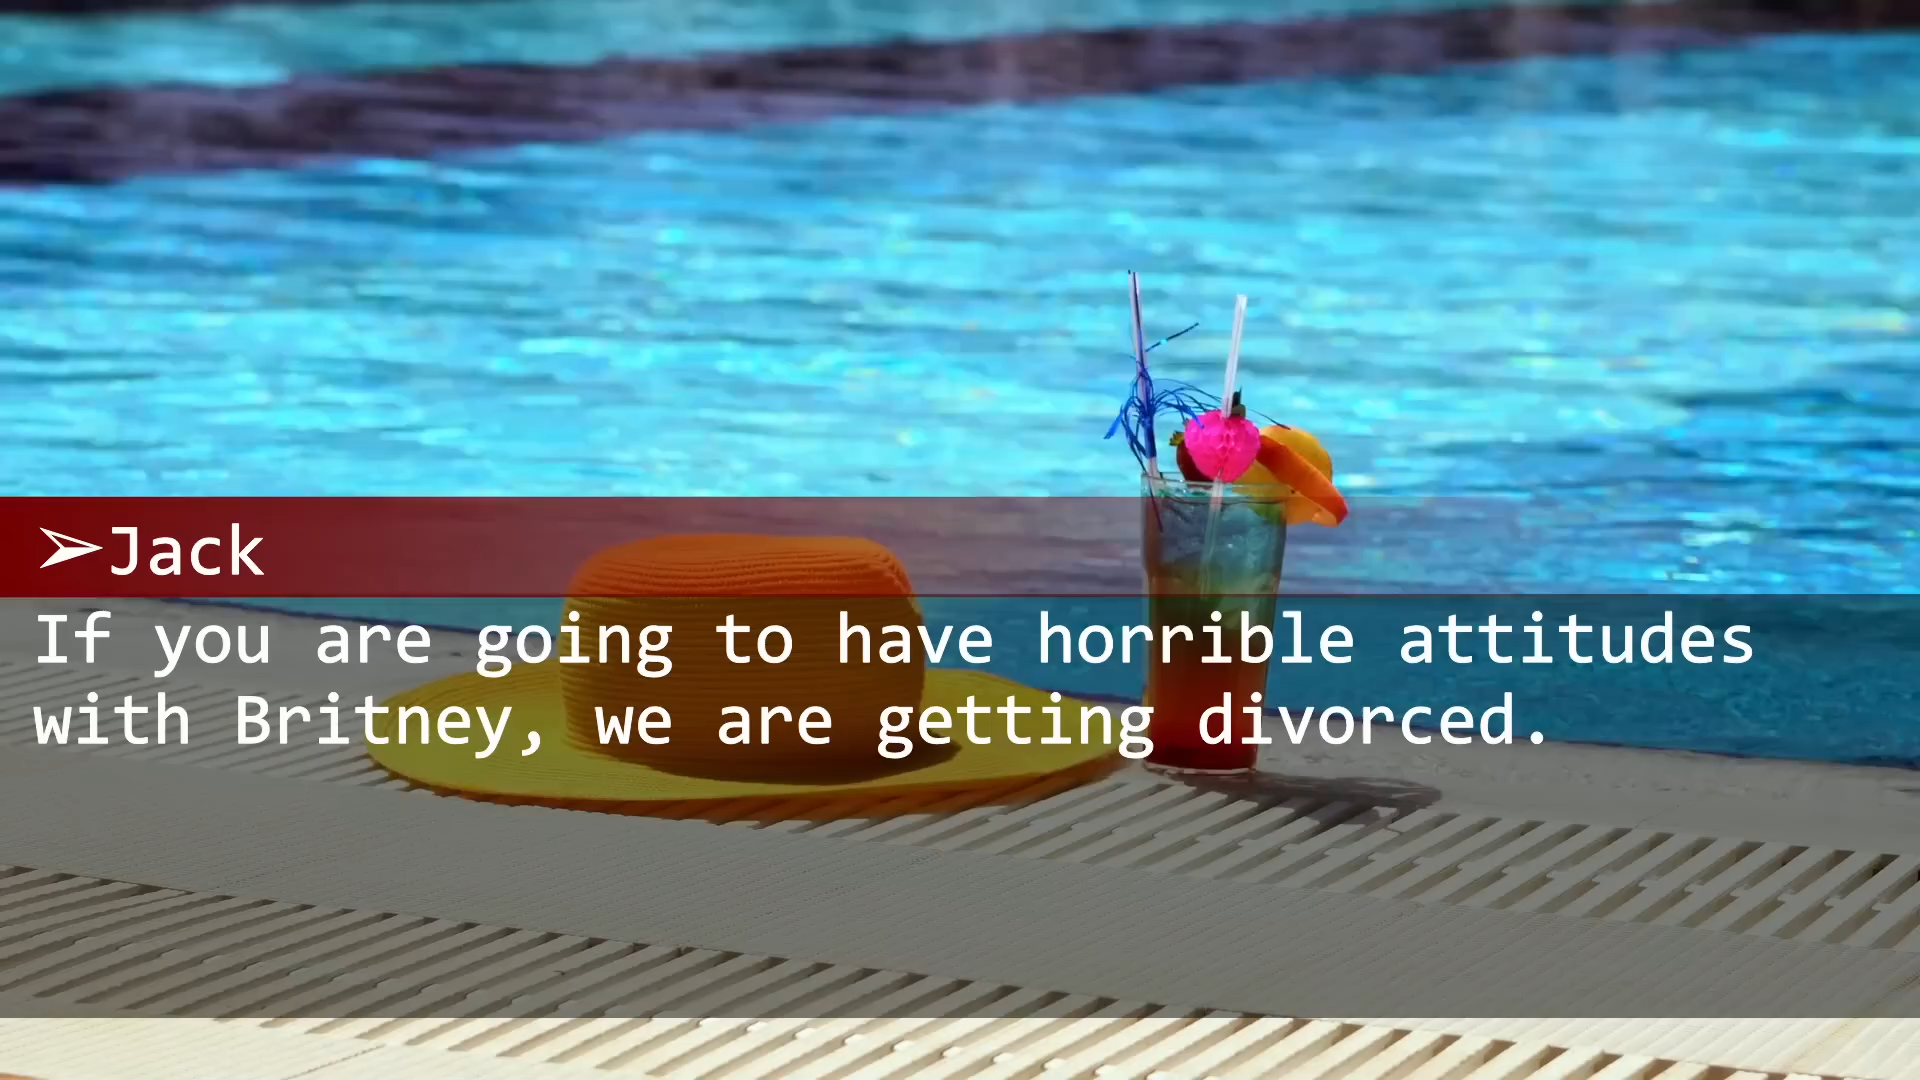 ➢Jack
If you are going to have horrible attitudes
with Britney, we are getting divorced.